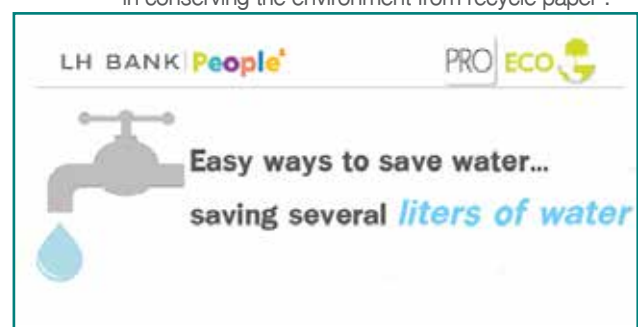 in conserving the environment from recycle paper".
LH BANK People+
PRO ECO
Easy ways to save water...
saving several liters of water